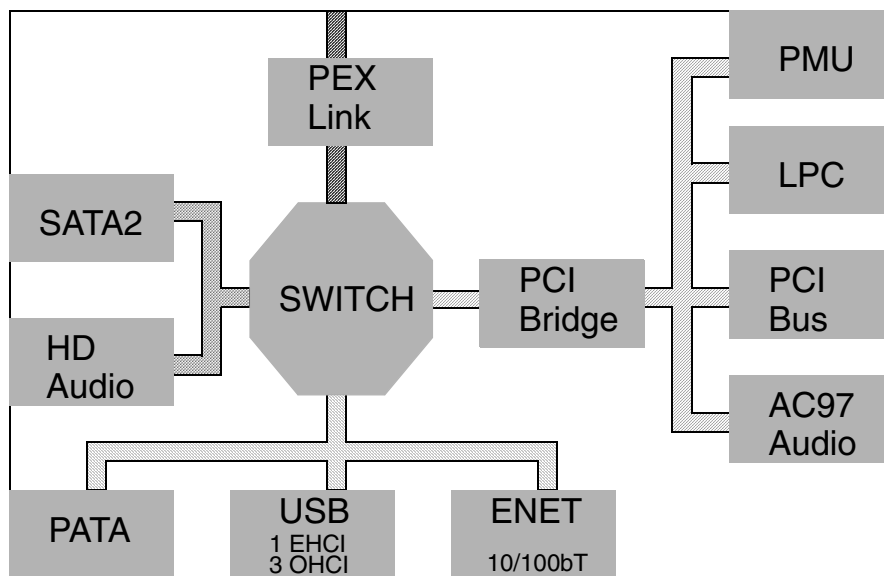 PEX
Link
PMU
LPC
SATA2
SWITCH
PCI
Bridge
PCI
Bus
HD
Audio
AC97
Audio
PATA
USB
1 EHCI
3 OHCI
ENET
10/100bT